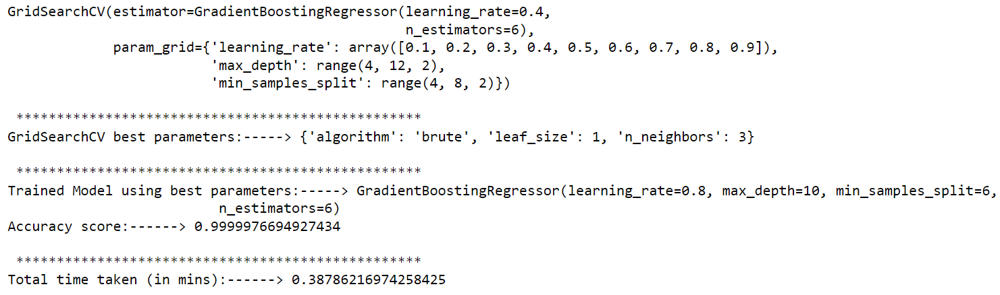 GridSearchCV(estimator=GradientBoostingRegressor(learning_rate=0.4,
n_estimators=6),
param_grid={'learning_rate': array([0.1, 0.2, 0.3, 0.4, 0.5, 0.6, 0.7, 0.8, 0.9]),
'max_depth': range(4, 12, 2),
'min_samples_split': range(4, 8, 2)})
**************************************************
GridSearchCV best parameters:-----> {'algorithm': 'brute', 'leaf_size': 1, 'n_neighbors': 3}
**************************************************
Trained Model using best parameters:-----> GradientBoostingRegressor(learning_rate=0.8, max_depth=10, min_samples_split=6,
n_estimators=6)
Accuracy score:------> 0.9999976694927434
**************************************************
Total time taken (in mins):------> 0.38786216974258425